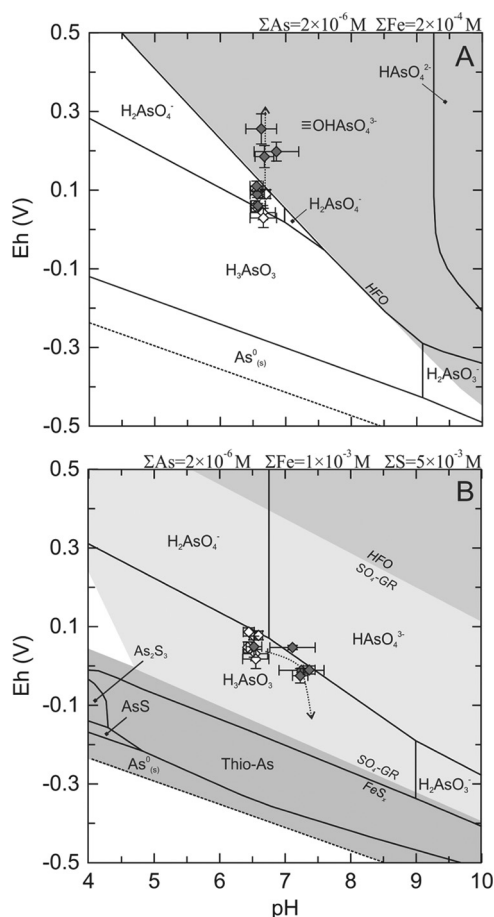 ΣAs=2×10⁻⁶ M ΣFe=2×10⁻⁴ M
A
0.5
0.3
0.1
-0.1
-0.3
-0.5
Eh (V)
H₂AsO₄⁻
HAsO₄²⁻
≡OHAsO₄³⁻
H₂AsO₄⁻
H₃AsO₃
HFO
As⁰₍ₛ₎
H₂AsO₃⁻
ΣAs=2×10⁻⁶ M ΣFe=1×10⁻³ M ΣS=5×10⁻³ M
B
0.5
0.3
0.1
-0.1
-0.3
-0.5
Eh (V)
H₂AsO₄⁻
HFO
SO₄-GR
HAsO₄³⁻
As₂S₃
H₃AsO₃
AsS
As⁰₍ₛ₎
Thio-As
SO₄-GR
FeSₓ
H₂AsO₃⁻
4 5 6 7 8 9 10
pH